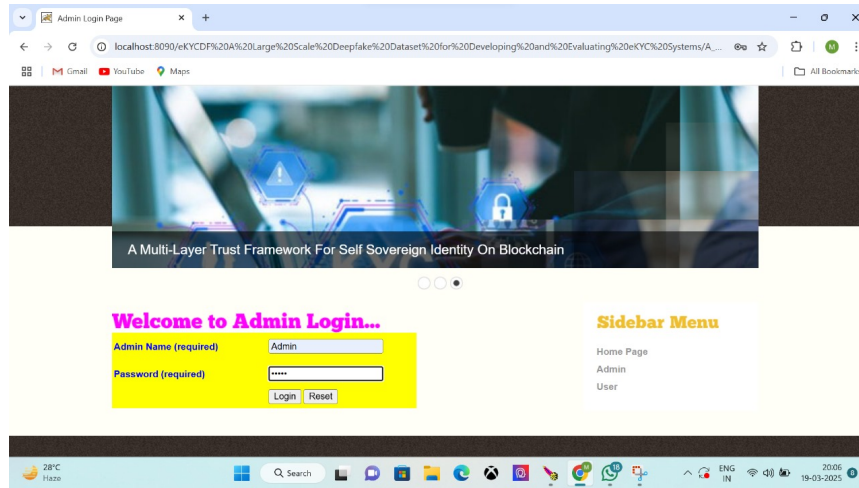 Admin Login Page
localhost:8090/eKYCDF%20A%20Large%20Scale%20Deepfake%20Dataset%20for%20Developing%20and%20Evaluating%20eKYC%20Systems/A_...
M
Gmail YouTube Maps
All Bookmarks
A Multi-Layer Trust Framework For Self Sovereign Identity On Blockchain
Welcome to Admin Login...
Admin Name (required) Admin
Password (required) •••••
Login Reset
Sidebar Menu
Home Page
Admin
User
28°C
Haze
Search
18
ENG
IN
20:06
19-03-2025